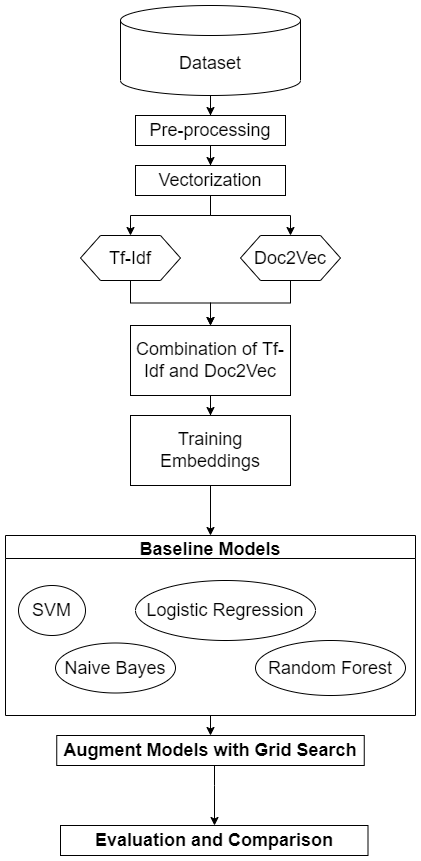 Dataset
Pre-processing
Vectorization
Tf-Idf
Doc2Vec
Combination of Tf-
Idf and Doc2Vec
Training
Embeddings
Baseline Models
SVM
Logistic Regression
Naive Bayes
Random Forest
Augment Models with Grid Search
Evaluation and Comparison